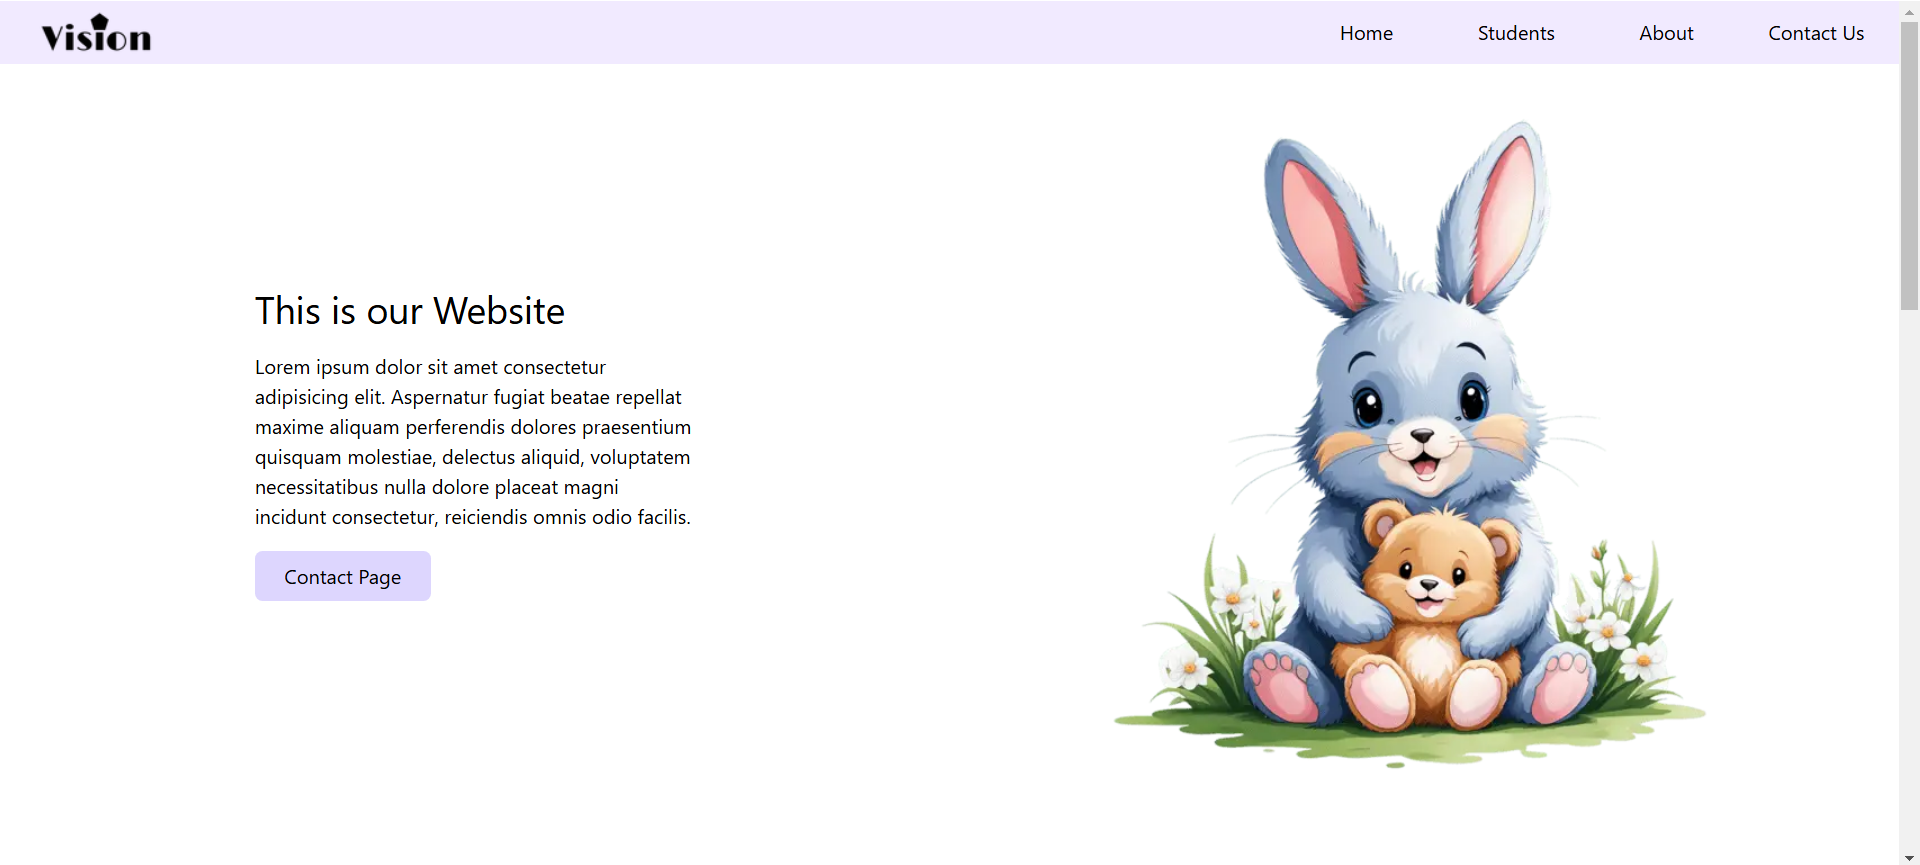 Vision
Home
Students
About
Contact Us
This is our Website
Lorem ipsum dolor sit amet consectetur
adipisicing elit. Aspernatur fugiat beatae repellat
maxime aliquam perferendis dolores praesentium
quisquam molestiae, delectus aliquid, voluptatem
necessitatibus nulla dolore placeat magni
incidunt consectetur, reiciendis omnis odio facilis.
Contact Page